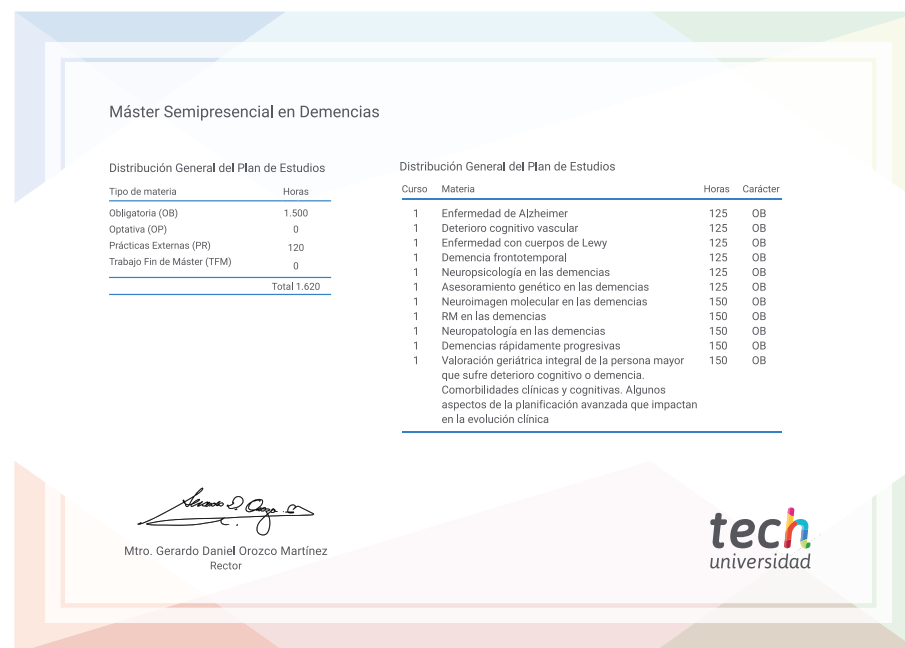 Máster Semipresencial en Demencias
Distribución General del Plan de Estudios
Tipo de materia Horas
Obligatoria (OB) 1.500
Optativa (OP) 0
Prácticas Externas (PR) 120
Trabajo Fin de Máster (TFM) 0
Total 1.620
Distribución General del Plan de Estudios
Curso Materia Horas Carácter
1 Enfermedad de Alzheimer 125 OB
1 Deterioro cognitivo vascular 125 OB
1 Enfermedad con cuerpos de Lewy 125 OB
1 Demencia frontotemporal 125 OB
1 Neuropsicología en las demencias 125 OB
1 Asesoramiento genético en las demencias 125 OB
1 Neuroimagen molecular en las demencias 150 OB
1 RM en las demencias 150 OB
1 Neuropatología en las demencias 150 OB
1 Demencias rápidamente progresivas 150 OB
1 Valoración geriátrica integral de la persona mayor 150 OB
que sufre deterioro cognitivo o demencia.
Comorbilidades clínicas y cognitivas. Algunos
aspectos de la planificación avanzada que impactan
en la evolución clínica
Mtro. Gerardo Daniel Orozco Martínez
Rector
tech
universidad